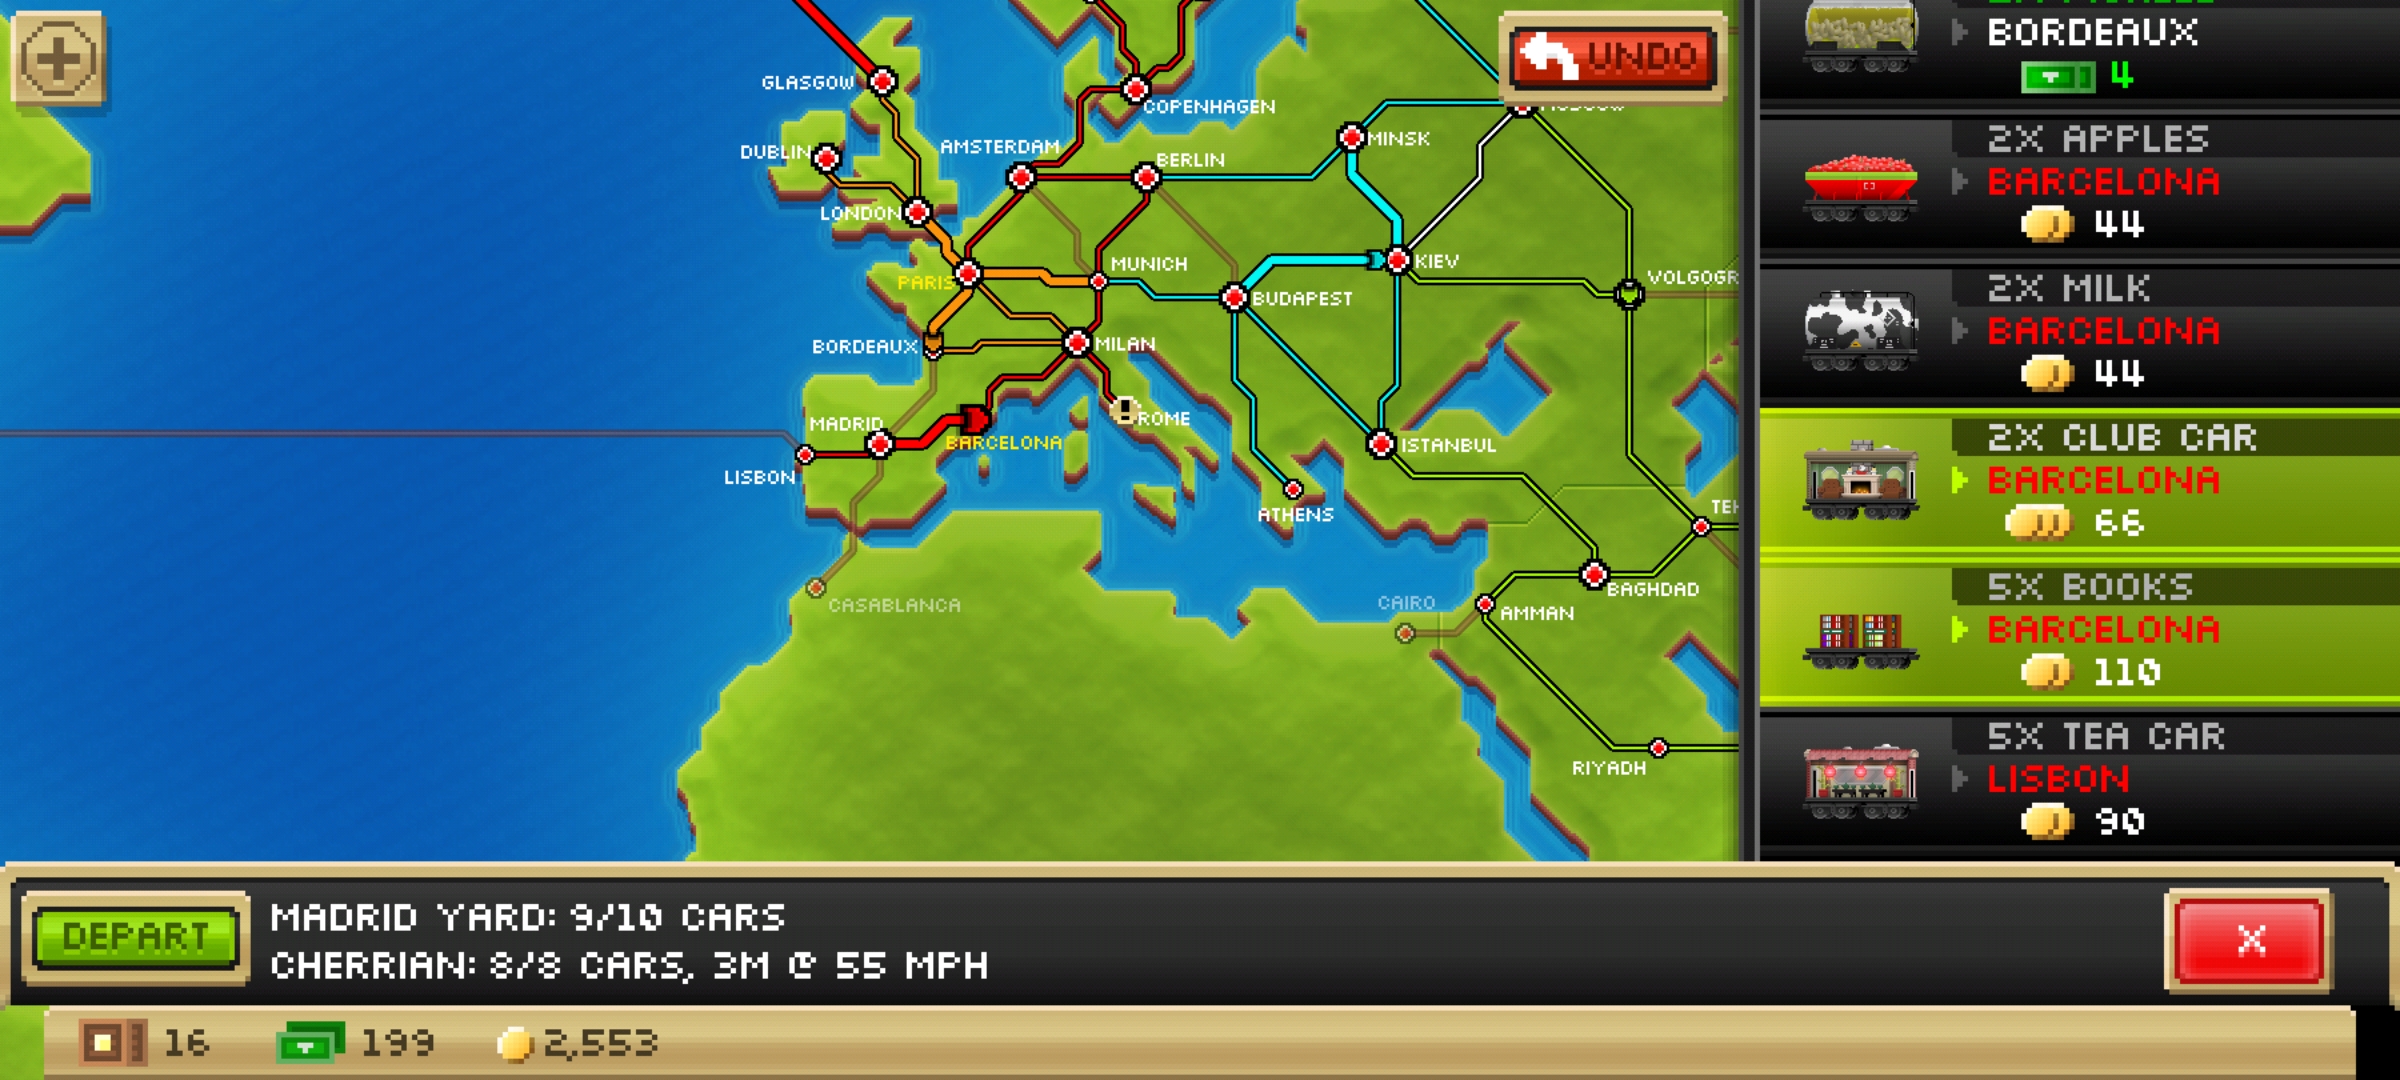 UNDO
GLASGOW
COPENHAGEN
DUBLIN
AMSTERDAM
BERLIN
MINSK
LONDON
PARIS
MUNICH
KIEV
VOLGOGR
BUDAPEST
BORDEAUX
MILAN
MADRID
BARCELONA
ROME
ISTANBUL
LISBON
ATHENS
TEH
CASABLANCA
CAIRO
AMMAN
BAGHDAD
RIYADH
BORDEAUX
4
2X APPLES
BARCELONA
44
2X MILK
BARCELONA
44
2X CLUB CAR
BARCELONA
66
5X BOOKS
BARCELONA
110
5X TEA CAR
LISBON
90
DEPART
MADRID YARD: 9/10 CARS
CHERRIAN: 8/8 CARS, 3M @ 55 MPH
X
16
199
2,553